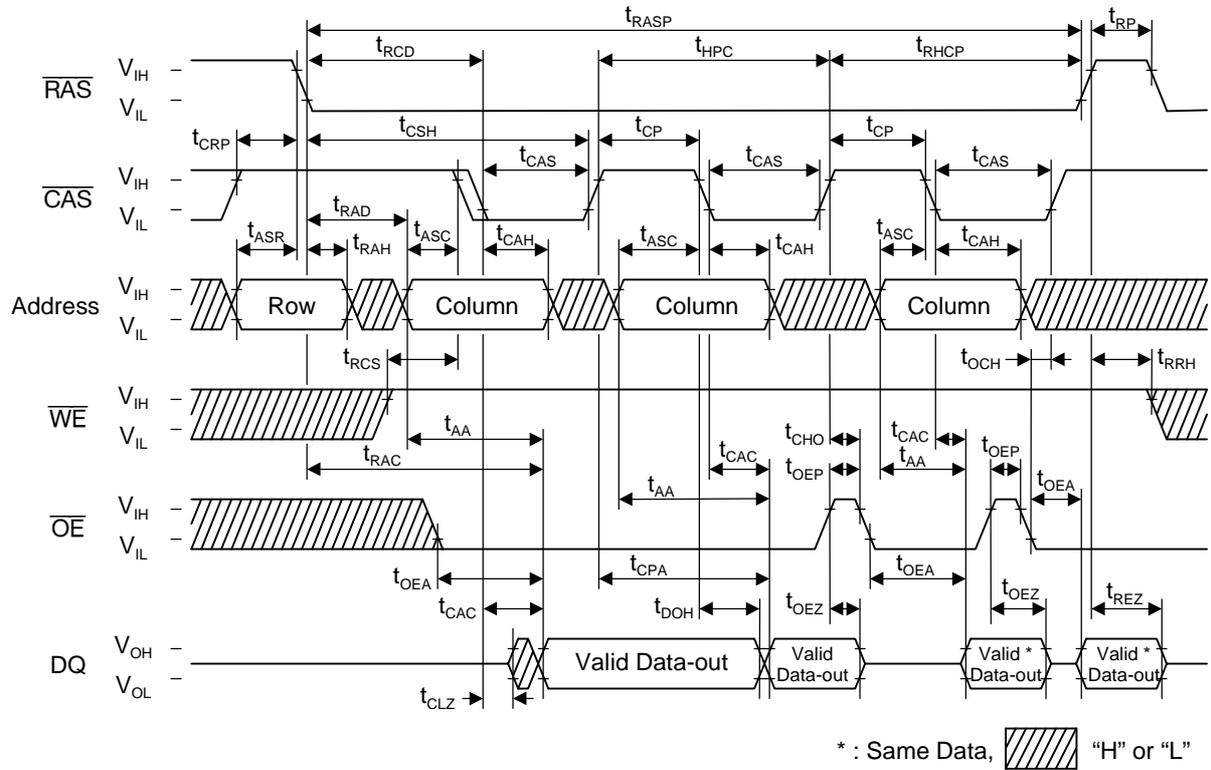 tRASP tRP
tRCD tHPC tRHCP
RAS VIH
VIL
tCRP tCSH tCP tCP
tCAS tCAS tCAS
CAS VIH
VIL
tRAD
tASR tRAH tASC tCAH tASC tCAH tASC tCAH
Address VIH
VIL
Row Column Column Column
tRCS tOCH tRRH
WE VIH
VIL
tAA tCHO tCAC
tRAC tCAC tOEP tAA tOEP
tAA tOEA
OE VIH
VIL
tOEA tCPA tOEA
tCAC tDOH tOEZ tOEZ tREZ
DQ VOH
VOL
Valid Data-out
Valid
Data-out
Valid *
Data-out
Valid *
Data-out
tCLZ
* : Same Data, “H” or “L”